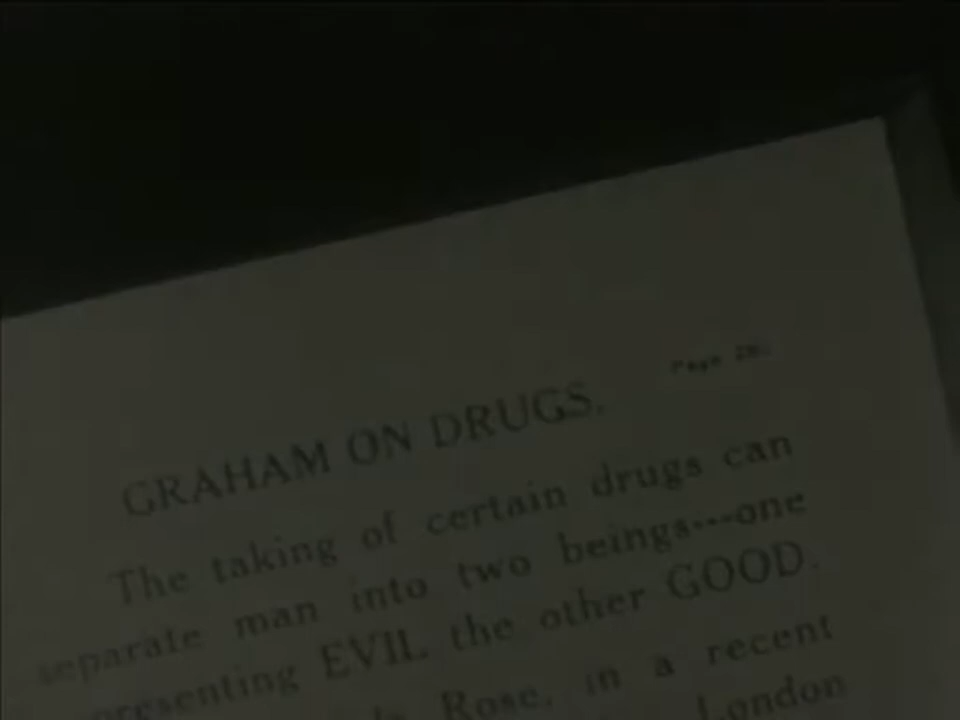 Page
GRAHAM ON DRUGS.
The taking of certain drugs can
separate man into two beings---one
presenting EVIL the other GOOD.
Rose, in a recent
London